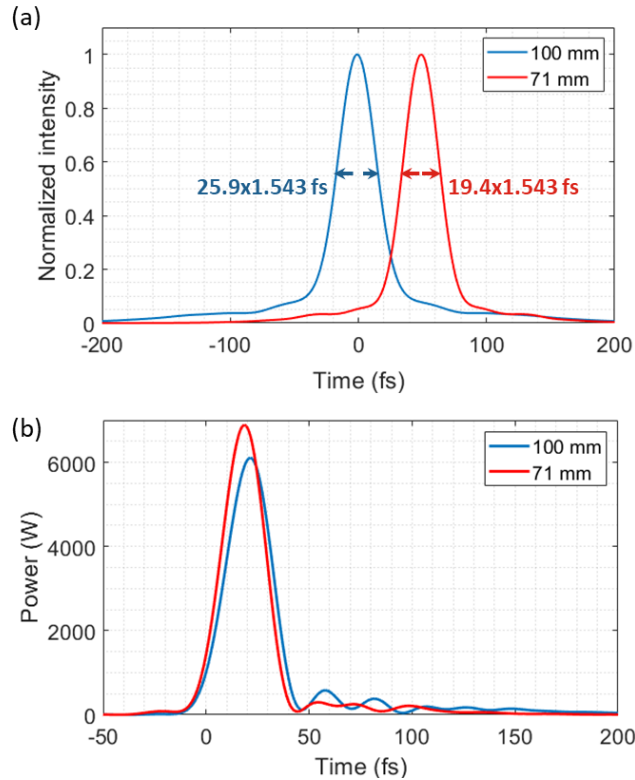 (a)
1
0.8
0.6
0.4
0.2
0
Normalized intensity
100 mm
71 mm
25.9x1.543 fs
19.4x1.543 fs
-200
-100
0
100
200
Time (fs)
(b)
6000
4000
2000
0
Power (W)
100 mm
71 mm
-50
0
50
100
150
200
Time (fs)